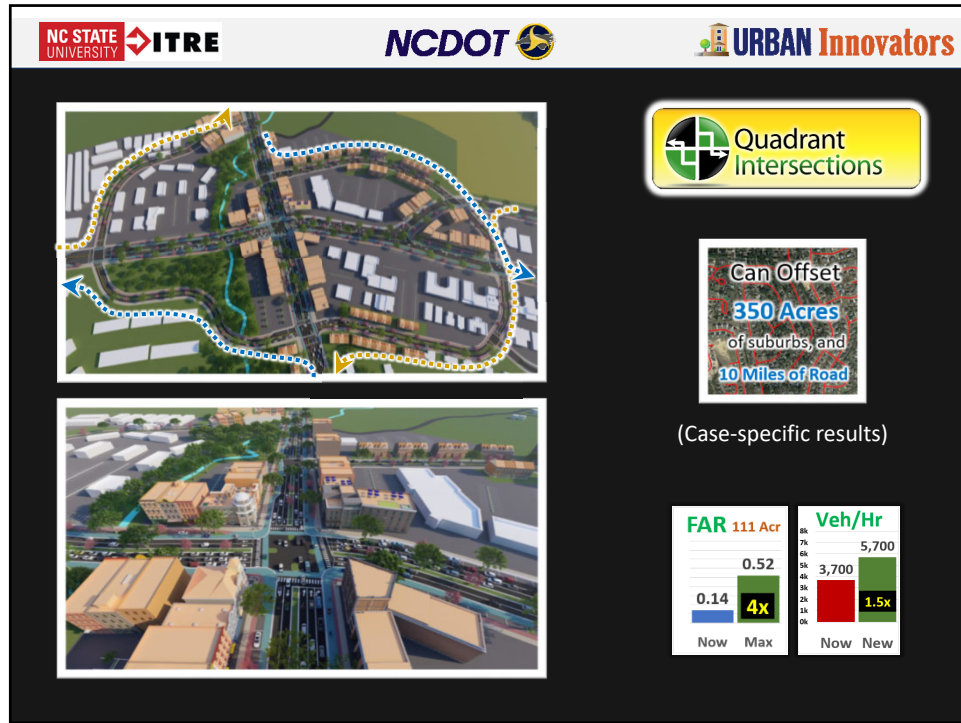 NC STATE
UNIVERSITY
ITRE
NCDOT
URBAN Innovators
Quadrant
Intersections
Can Offset
350 Acres
of suburbs, and
10 Miles of Road
(Case-specific results)
FAR 111 Acr
0.52
0.14
4x
Now Max
Veh/Hr
8k
7k
6k
5k
4k
3k
2k
1k
0k
5,700
3,700
1.5x
Now New